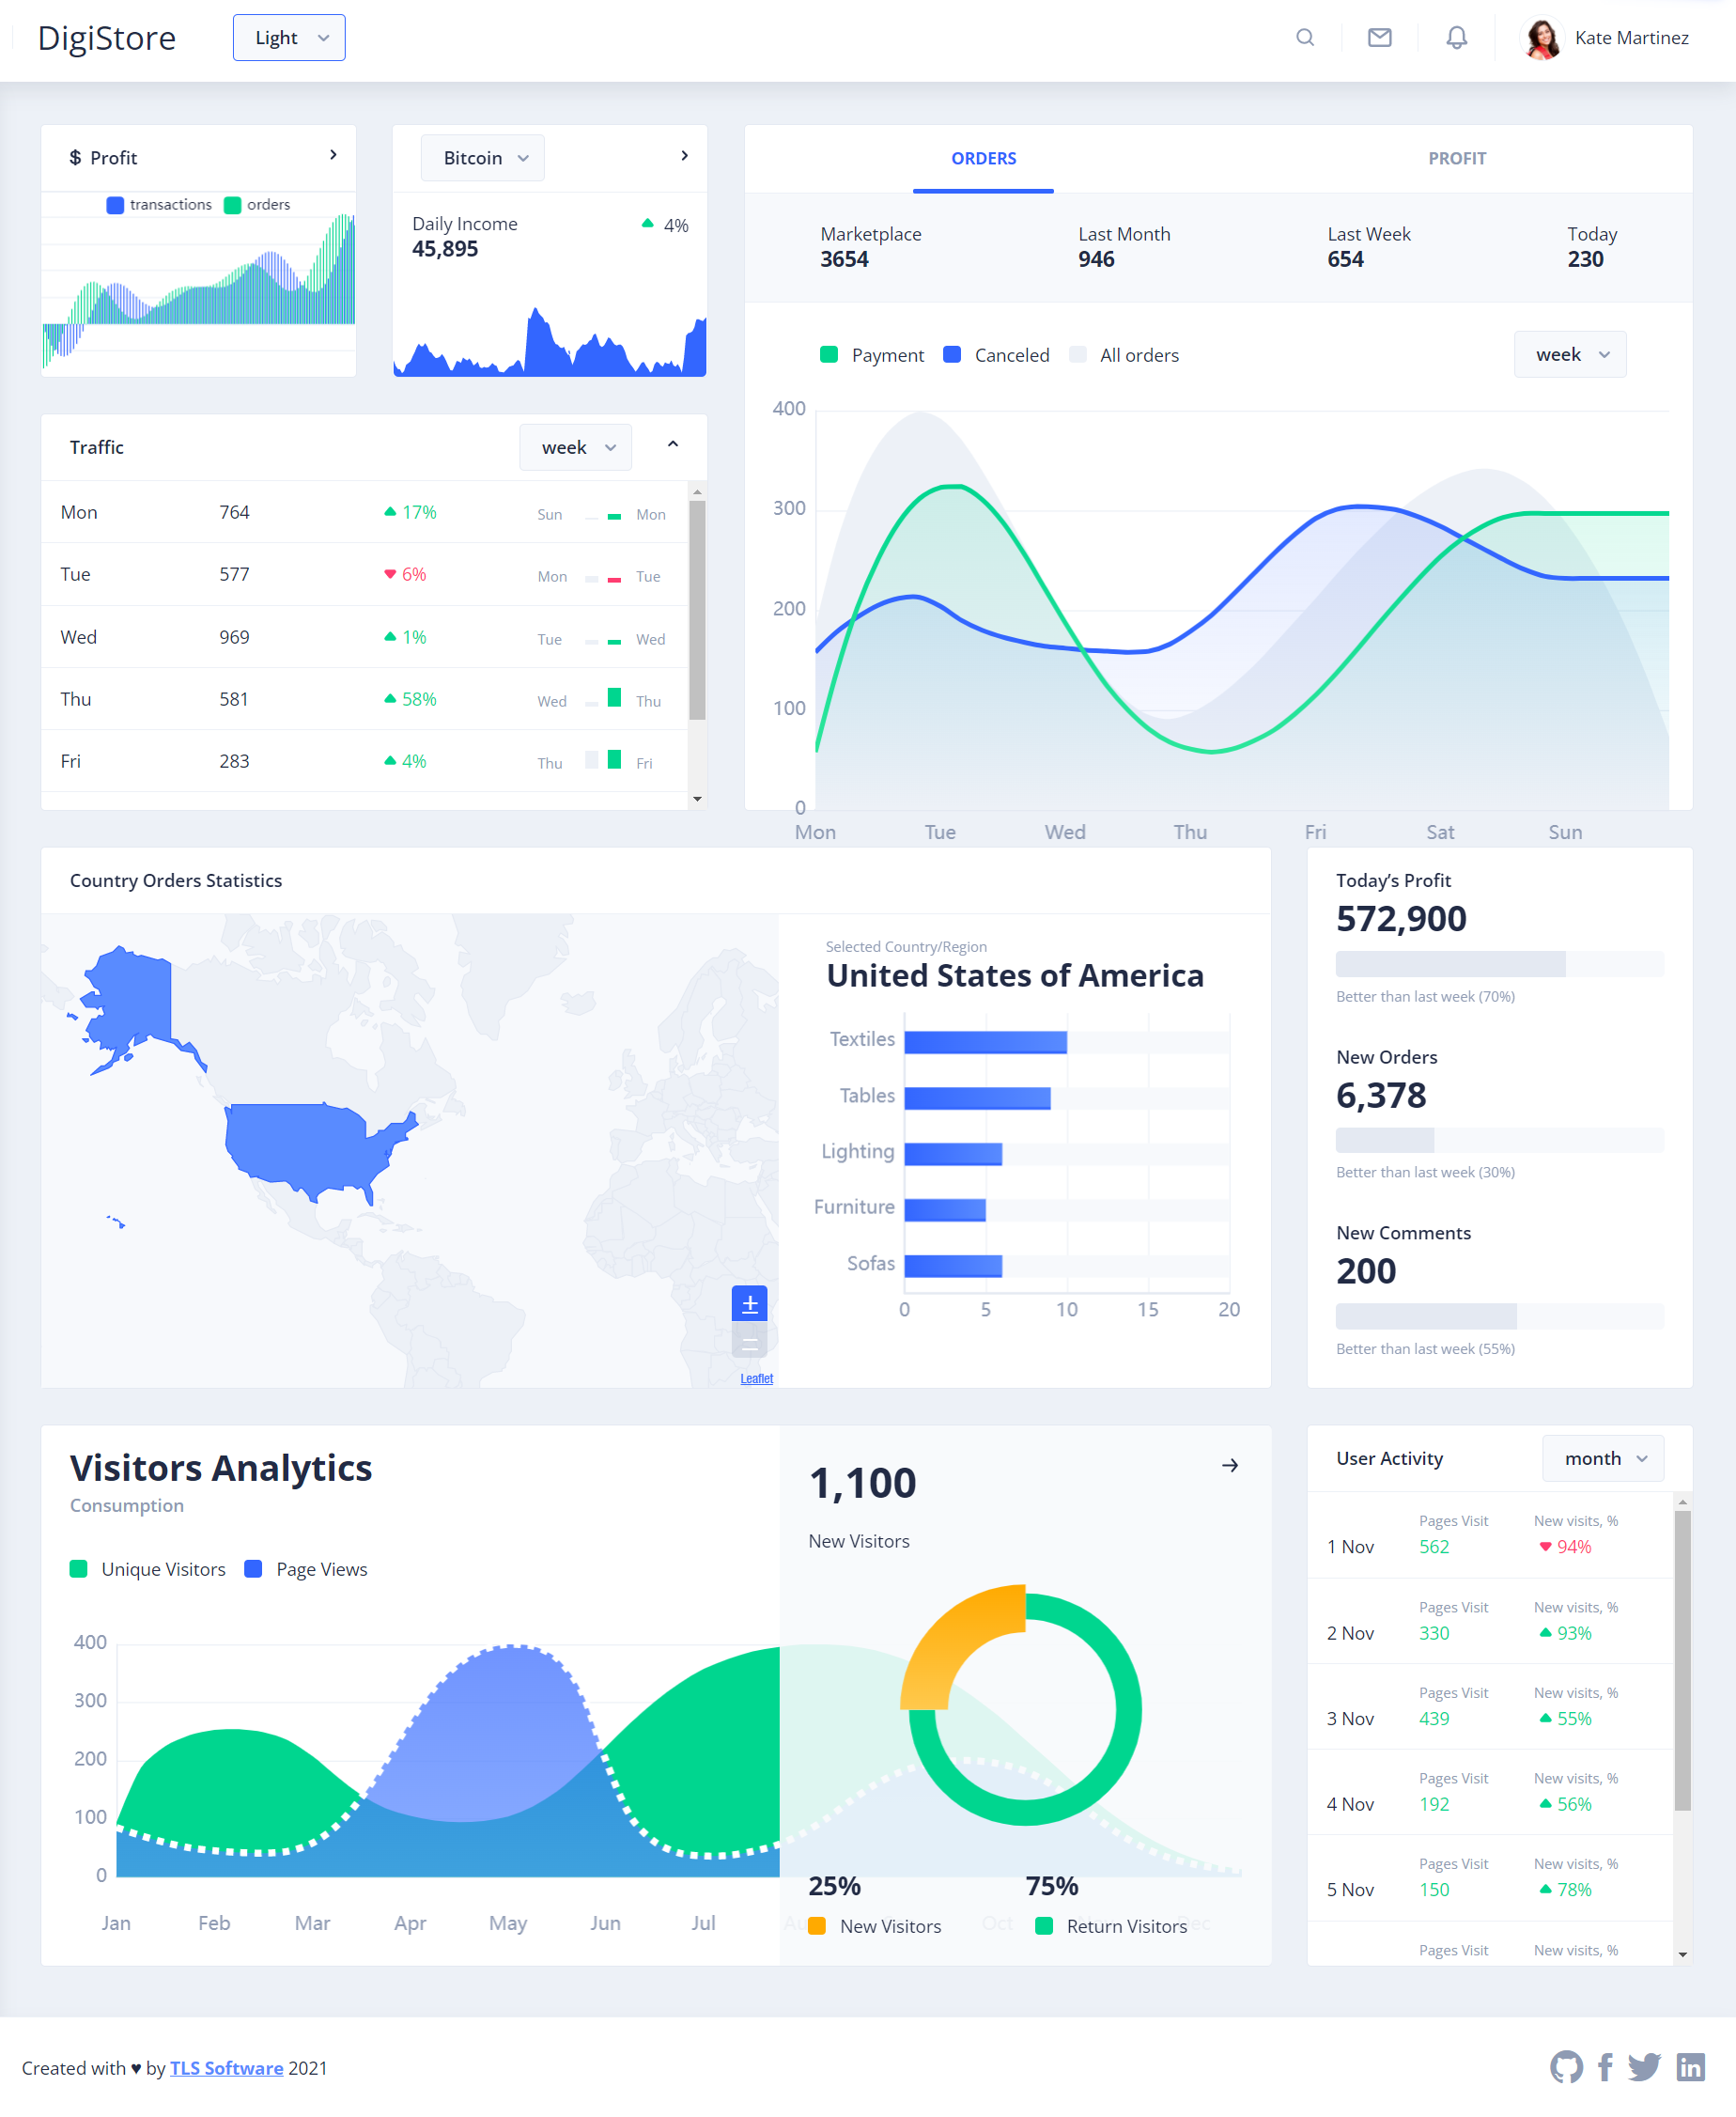 DigiStore
Light
Kate Martinez
$ Profit
transactions orders
Bitcoin
Daily Income
45,895
4%
ORDERS PROFIT
Marketplace Last Month Last Week Today
3654 946 654 230
Payment Canceled All orders
week
400
300
200
100
0
Mon Tue Wed Thu Fri Sat Sun
Traffic week
Mon 764 17% Sun Mon
Tue 577 6% Mon Tue
Wed 969 1% Tue Wed
Thu 581 58% Wed Thu
Fri 283 4% Thu Fri
Country Orders Statistics
Leaflet
Selected Country/Region
United States of America
Textiles
Tables
Lighting
Furniture
Sofas
0 5 10 15 20
Today’s Profit
572,900
Better than last week (70%)
New Orders
6,378
Better than last week (30%)
New Comments
200
Better than last week (55%)
Visitors Analytics
Consumption
Unique Visitors Page Views
400
300
200
100
0
Jan Feb Mar Apr May Jun Jul Oct
1,100
New Visitors
25% 75%
New Visitors Return Visitors
User Activity month
Pages Visit New visits, %
1 Nov 562 94%
Pages Visit New visits, %
2 Nov 330 93%
Pages Visit New visits, %
3 Nov 439 55%
Pages Visit New visits, %
4 Nov 192 56%
Pages Visit New visits, %
5 Nov 150 78%
Pages Visit New visits, %
Created with ♥ by TLS Software 2021